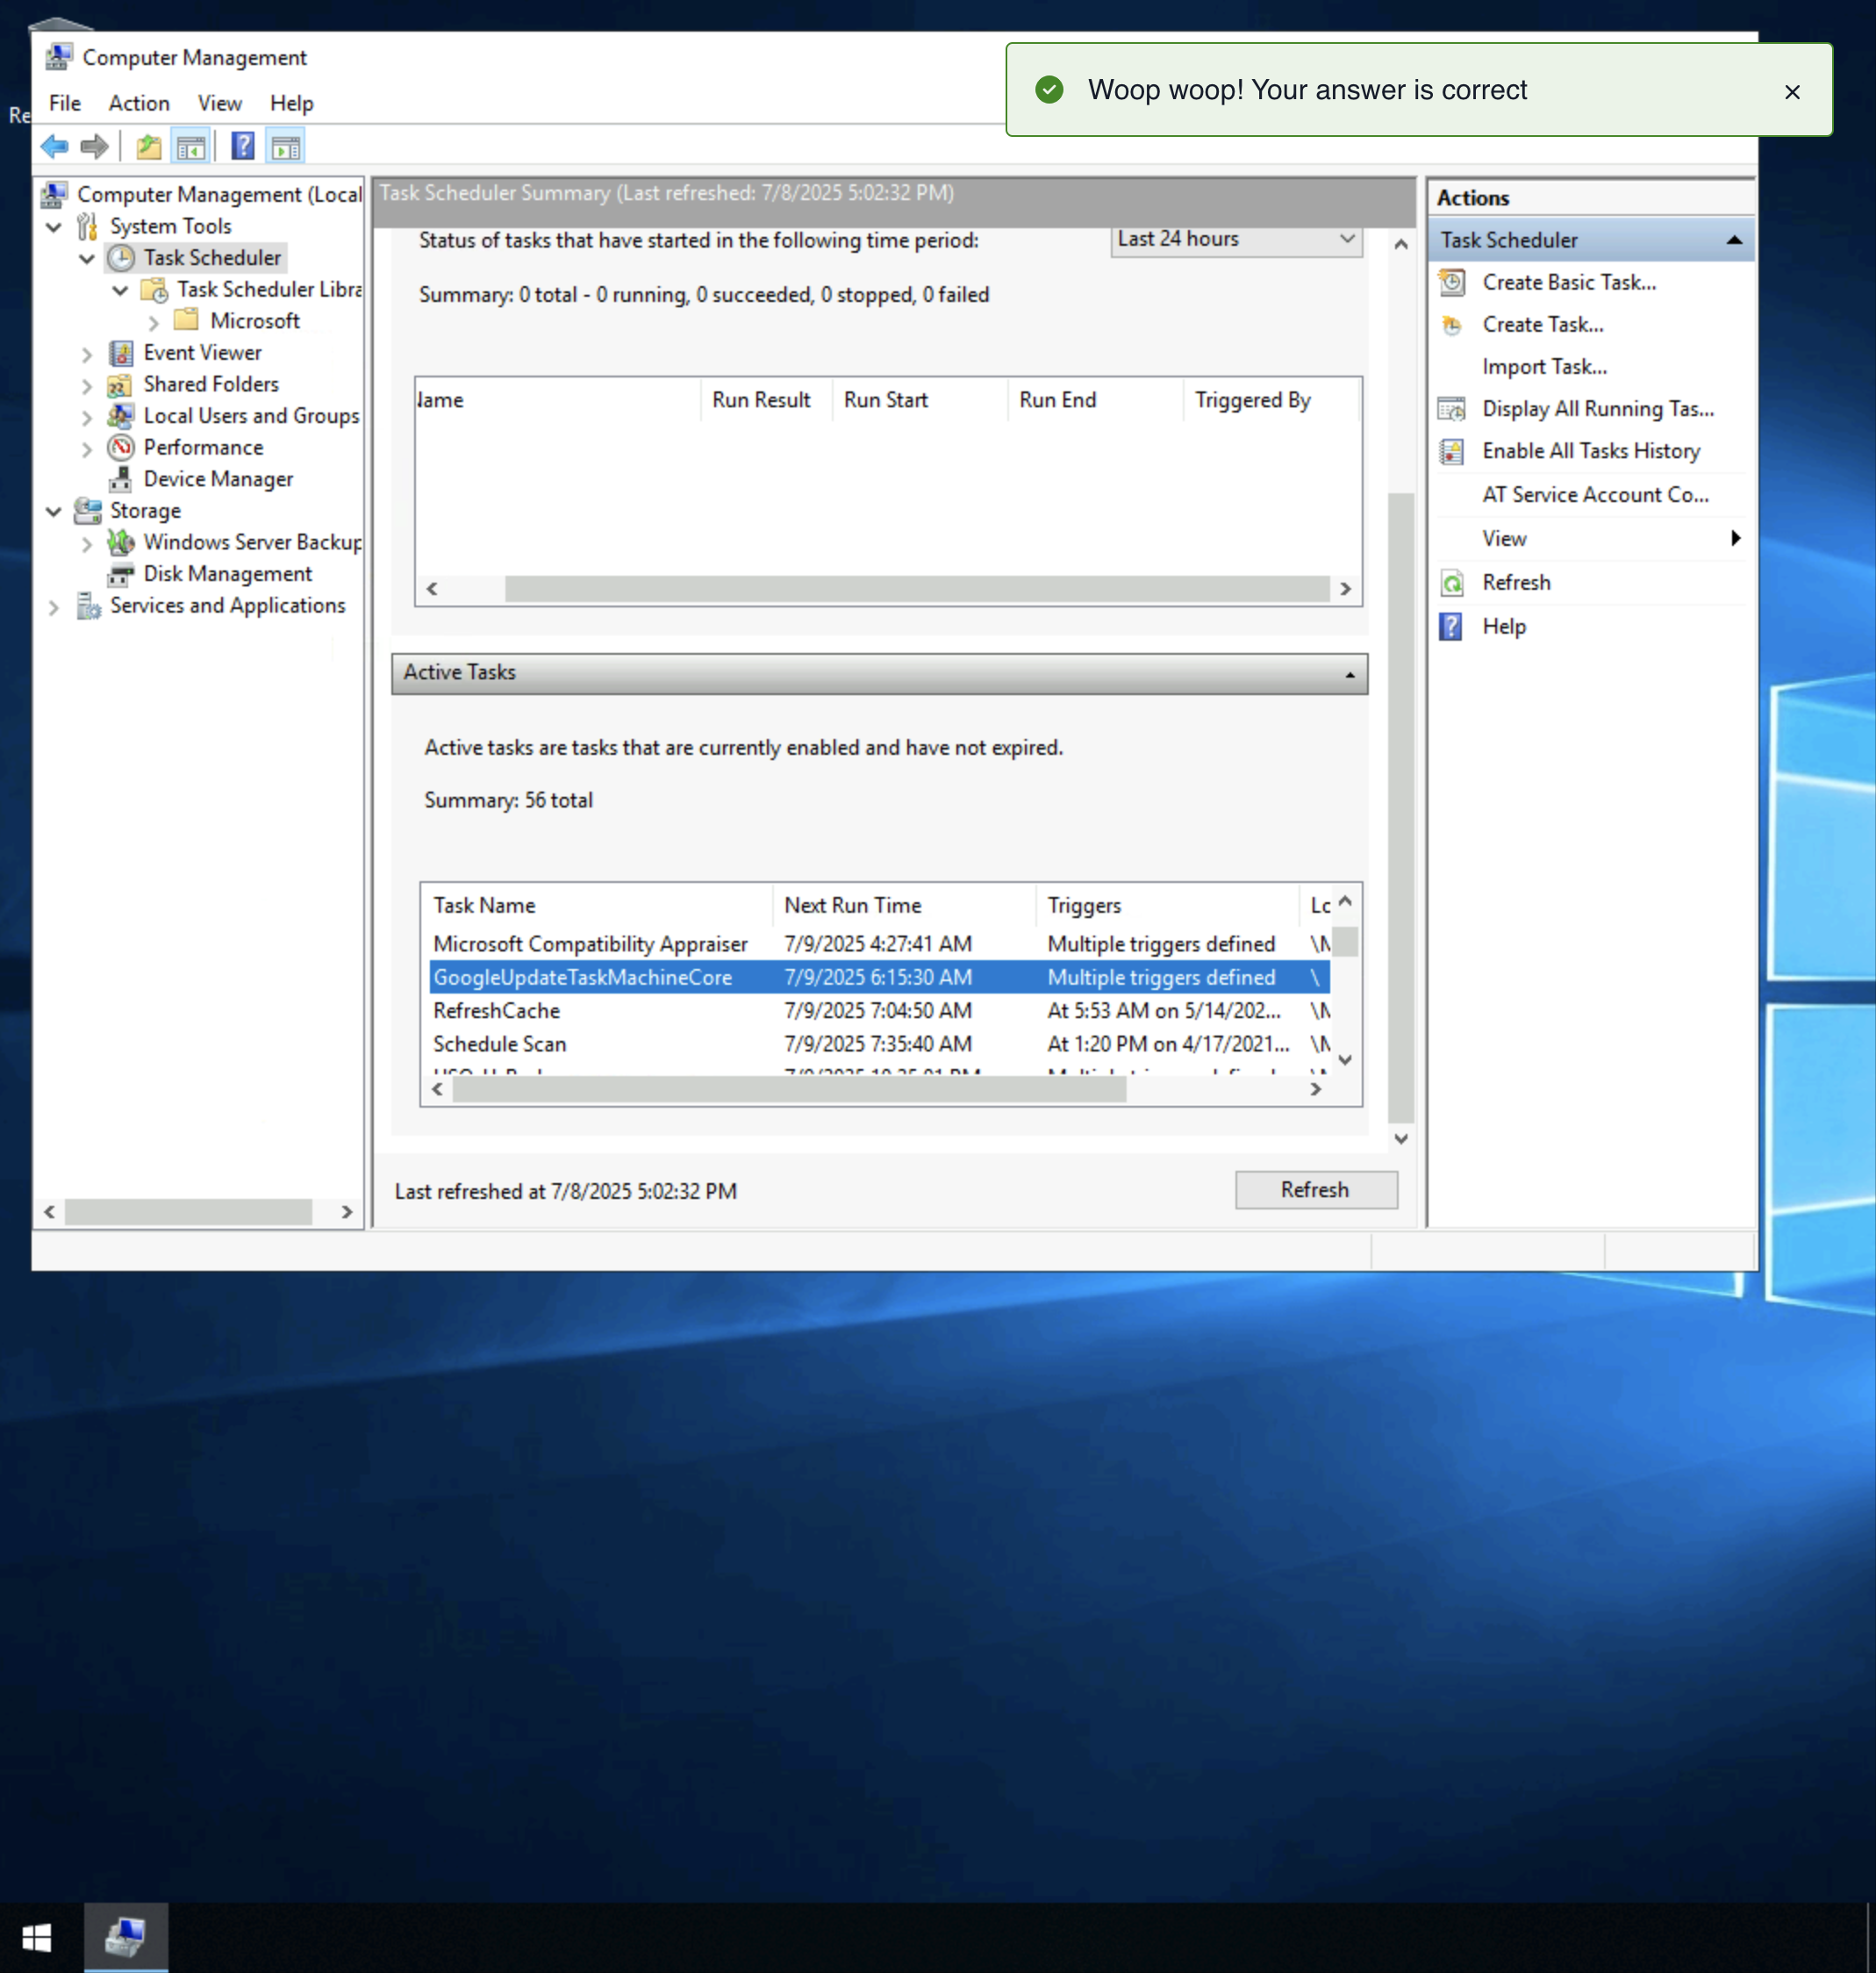 Computer Management
Woop woop! Your answer is correct
File Action View Help
Re
Computer Management (Local
System Tools
Task Scheduler
Task Scheduler Libra
Microsoft
Event Viewer
Shared Folders
Local Users and Groups
Performance
Device Manager
Storage
Windows Server Backup
Disk Management
Services and Applications
Task Scheduler Summary (Last refreshed: 7/8/2025 5:02:32 PM)
Status of tasks that have started in the following time period: Last 24 hours
Summary: 0 total - 0 running, 0 succeeded, 0 stopped, 0 failed
Name Run Result Run Start Run End Triggered By
Active Tasks
Active tasks are tasks that are currently enabled and have not expired.
Summary: 56 total
Task Name Next Run Time Triggers Lo
Microsoft Compatibility Appraiser 7/9/2025 4:27:41 AM Multiple triggers defined \M
GoogleUpdateTaskMachineCore 7/9/2025 6:15:30 AM Multiple triggers defined \
RefreshCache 7/9/2025 7:04:50 AM At 5:53 AM on 5/14/202... \M
Schedule Scan 7/9/2025 7:35:40 AM At 1:20 PM on 4/17/2021... \M
Last refreshed at 7/8/2025 5:02:32 PM Refresh
Actions
Task Scheduler
Create Basic Task...
Create Task...
Import Task...
Display All Running Tas...
Enable All Tasks History
AT Service Account Co...
View
Refresh
Help